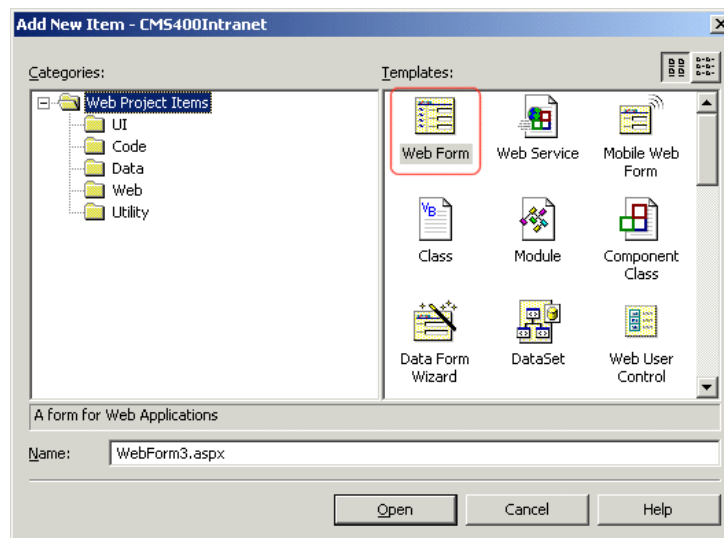 Add New Item - CMS400Intranet
Categories:
Templates:
Web Project Items
UI
Code
Data
Web
Utility
Web Form
Web Service
Mobile Web
Form
VB
Class
Module
Component
Class
Data Form
Wizard
DataSet
Web User
Control
A form for Web Applications
Name:
WebForm3.aspx
Open
Cancel
Help